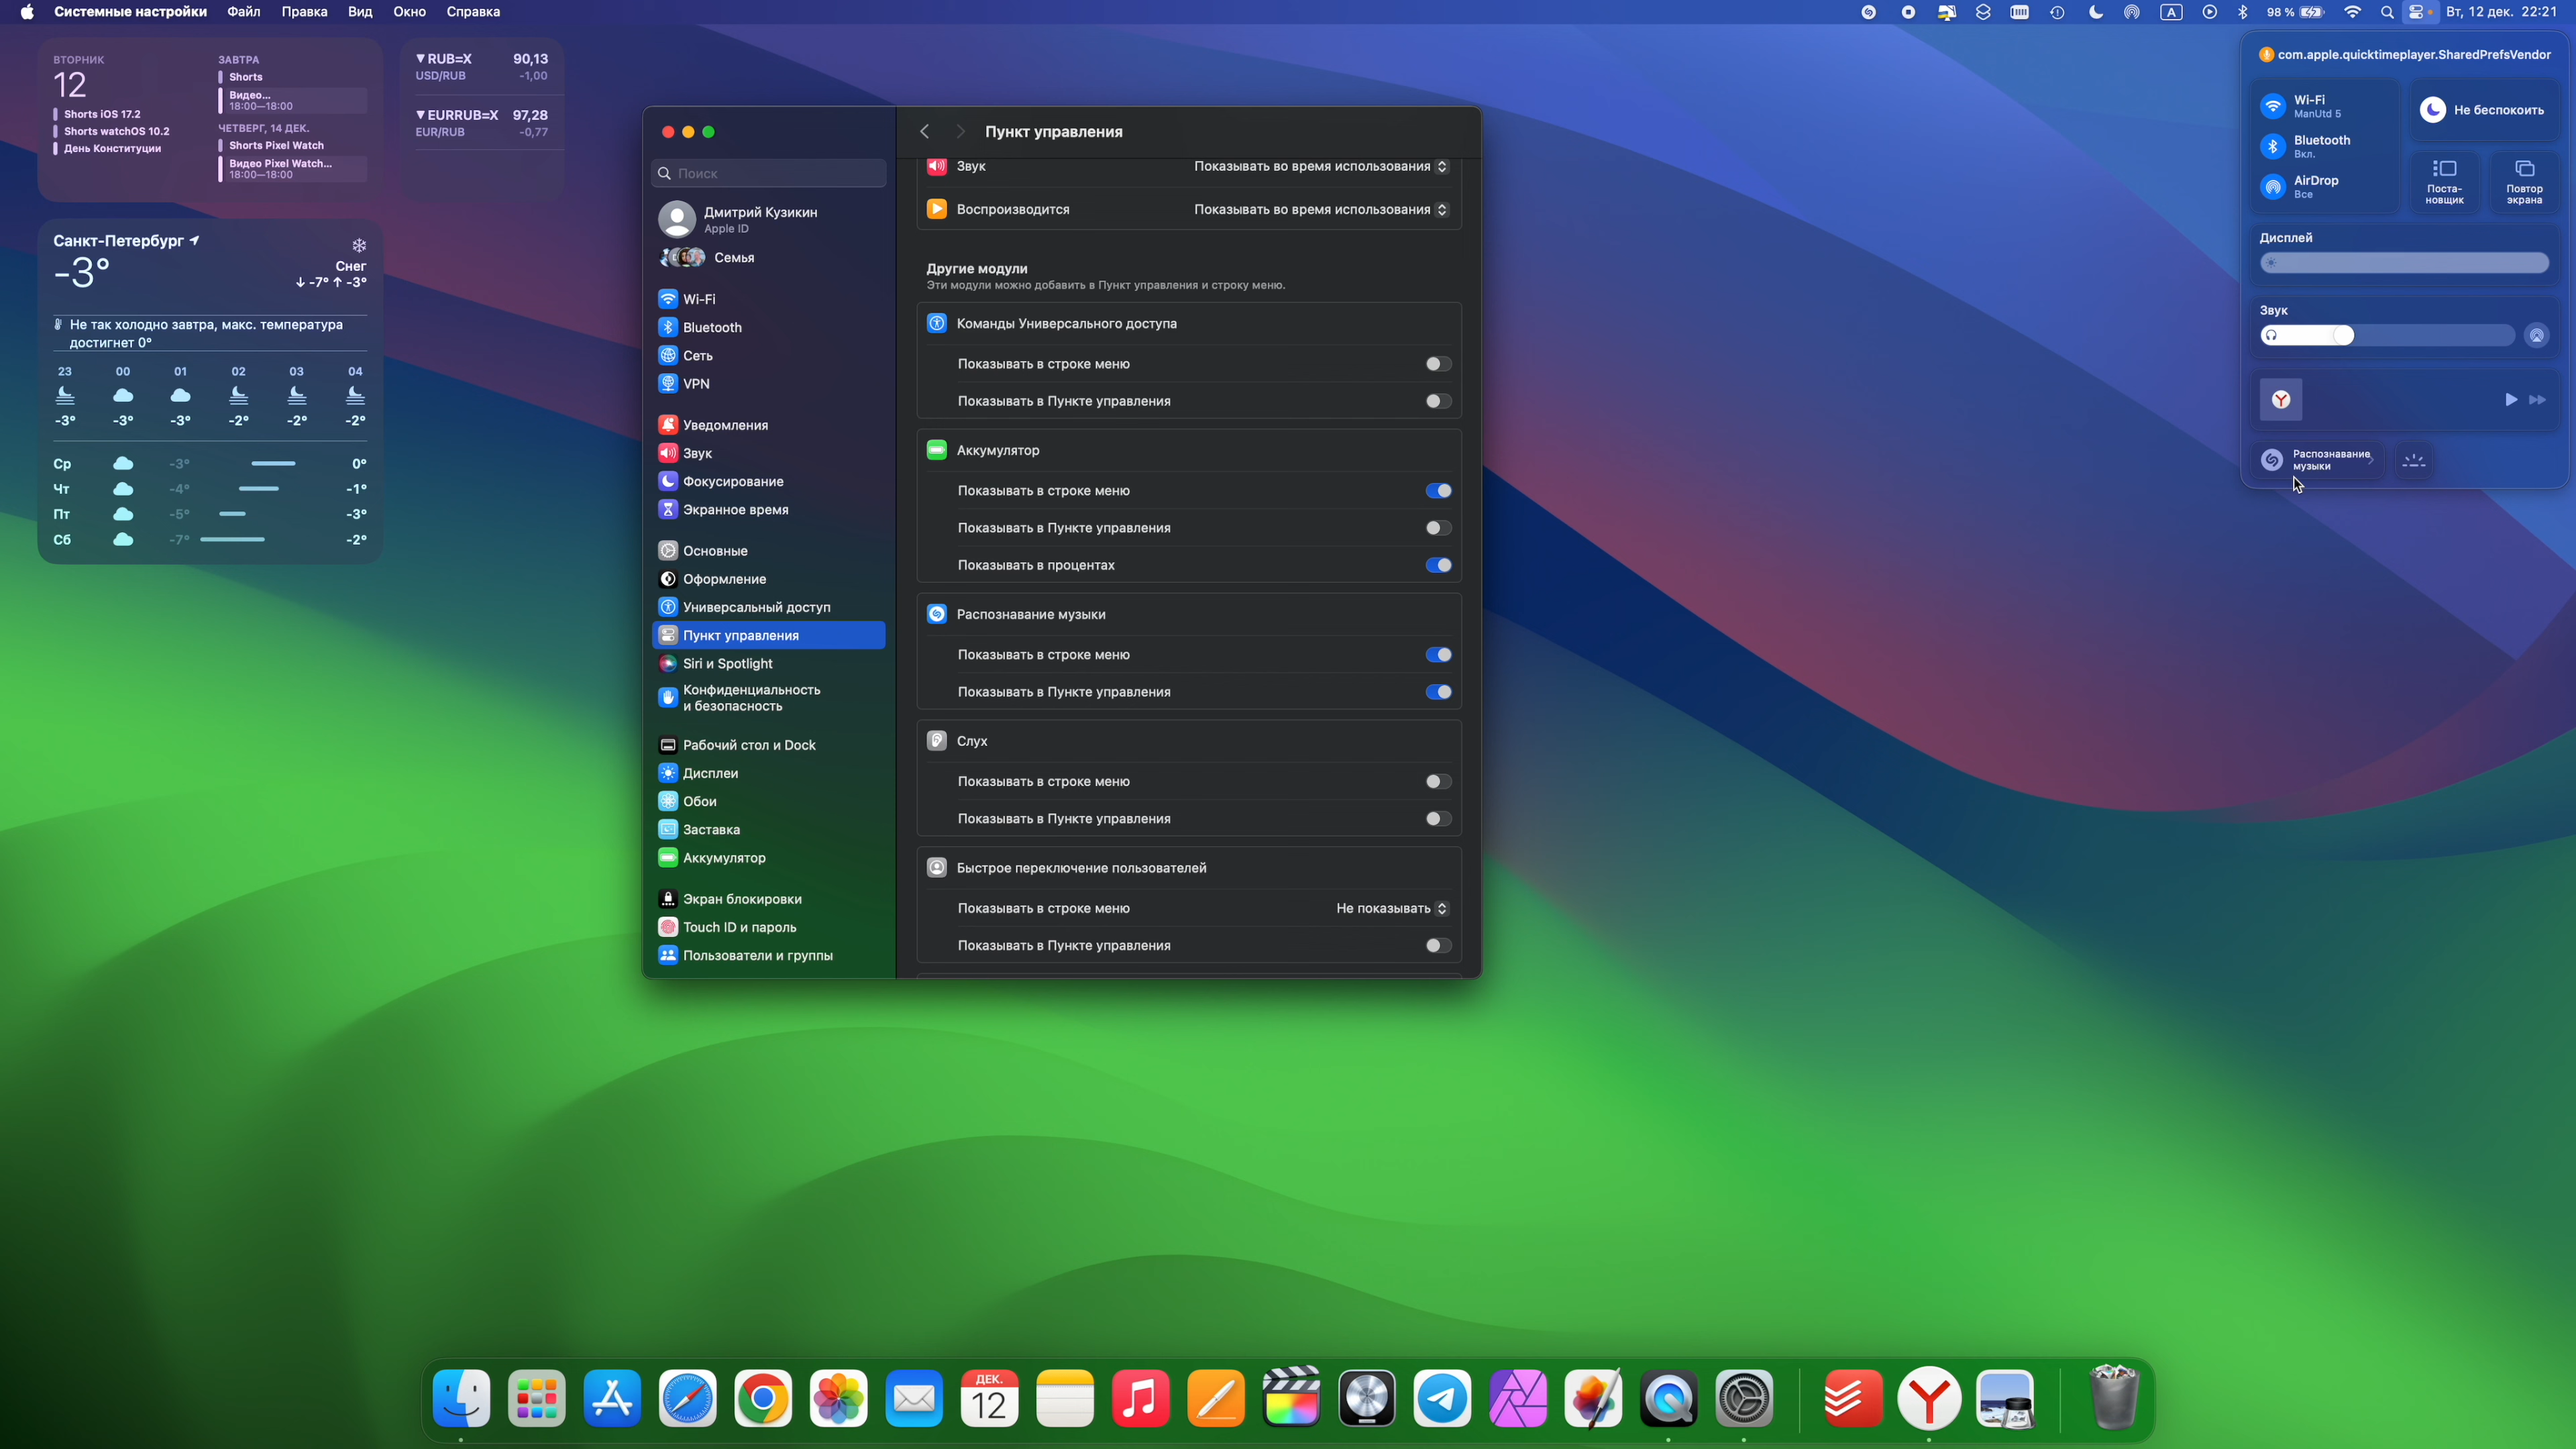 Системные настройки Файл Правка Вид Окно Справка
A 98 % Вт, 12 дек. 22:21
ВТОРНИК
12
Shorts iOS 17.2
Shorts watchOS 10.2
День Конституции
ЗАВТРА
Shorts
Видео...
18:00—18:00
ЧЕТВЕРГ, 14 ДЕК.
Shorts Pixel Watch
Видео Pixel Watch...
18:00—18:00
▼ RUB=X 90,13
USD/RUB -1,00
▼ EURRUB=X 97,28
EUR/RUB -0,77
Санкт-Петербург
-3°
Снег
↓ -7° ↑ -3°
Не так холодно завтра, макс. температура
достигнет 0°
23 00 01 02 03 04
-3° -3° -3° -2° -2° -2°
Ср -3° 0°
Чт -4° -1°
Пт -5° -3°
Сб -7° -2°
Поиск
Дмитрий Кузикин
Apple ID
Семья
Wi-Fi
Bluetooth
Сеть
VPN
Уведомления
Звук
Фокусирование
Экранное время
Основные
Оформление
Универсальный доступ
Пункт управления
Siri и Spotlight
Конфиденциальность
и безопасность
Рабочий стол и Dock
Дисплеи
Обои
Заставка
Аккумулятор
Экран блокировки
Touch ID и пароль
Пользователи и группы
Пункт управления
Звук Показывать во время использования
Воспроизводится Показывать во время использования
Другие модули
Эти модули можно добавить в Пункт управления и строку меню.
Команды Универсального доступа
Показывать в строке меню
Показывать в Пункте управления
Аккумулятор
Показывать в строке меню
Показывать в Пункте управления
Показывать в процентах
Распознавание музыки
Показывать в строке меню
Показывать в Пункте управления
Слух
Показывать в строке меню
Показывать в Пункте управления
Быстрое переключение пользователей
Показывать в строке меню Не показывать
Показывать в Пункте управления
com.apple.quicktimeplayer.SharedPrefsVendor
Wi-Fi
ManUtd 5
Bluetooth
Вкл.
AirDrop
Все
Не беспокоить
Поста-
новщик
Повтор
экрана
Дисплей
Звук
Распознавание
музыки
ДЕК.
12